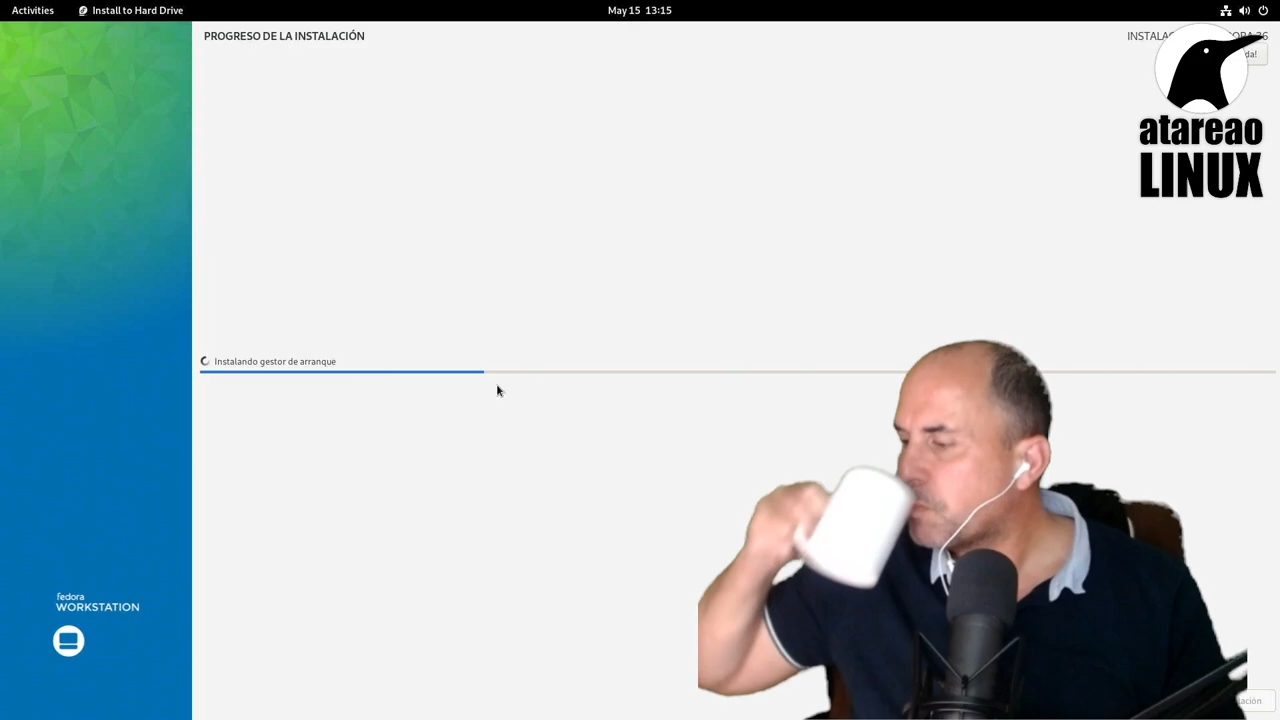 Activities
Install to Hard Drive
May 15 13:15
PROGRESO DE LA INSTALACIÓN
atareao
LINUX
Instalando gestor de arranque
fedora
WORKSTATION